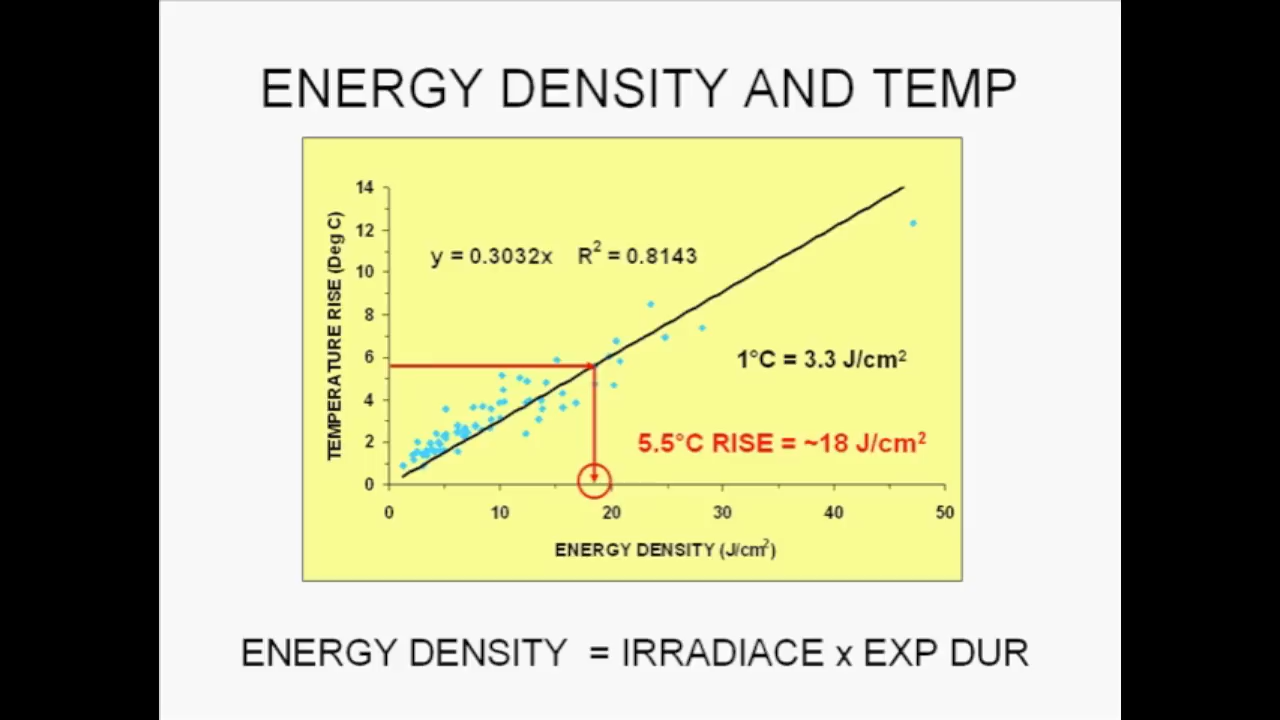 ENERGY DENSITY AND TEMP
14
12
10
8
6
4
2
0
TEMPERATURE RISE (Deg C)
y = 0.3032x R² = 0.8143
1°C = 3.3 J/cm²
5.5°C RISE = ~18 J/cm²
0 10 20 30 40 50
ENERGY DENSITY (J/cm²)
ENERGY DENSITY = IRRADIACE x EXP DUR